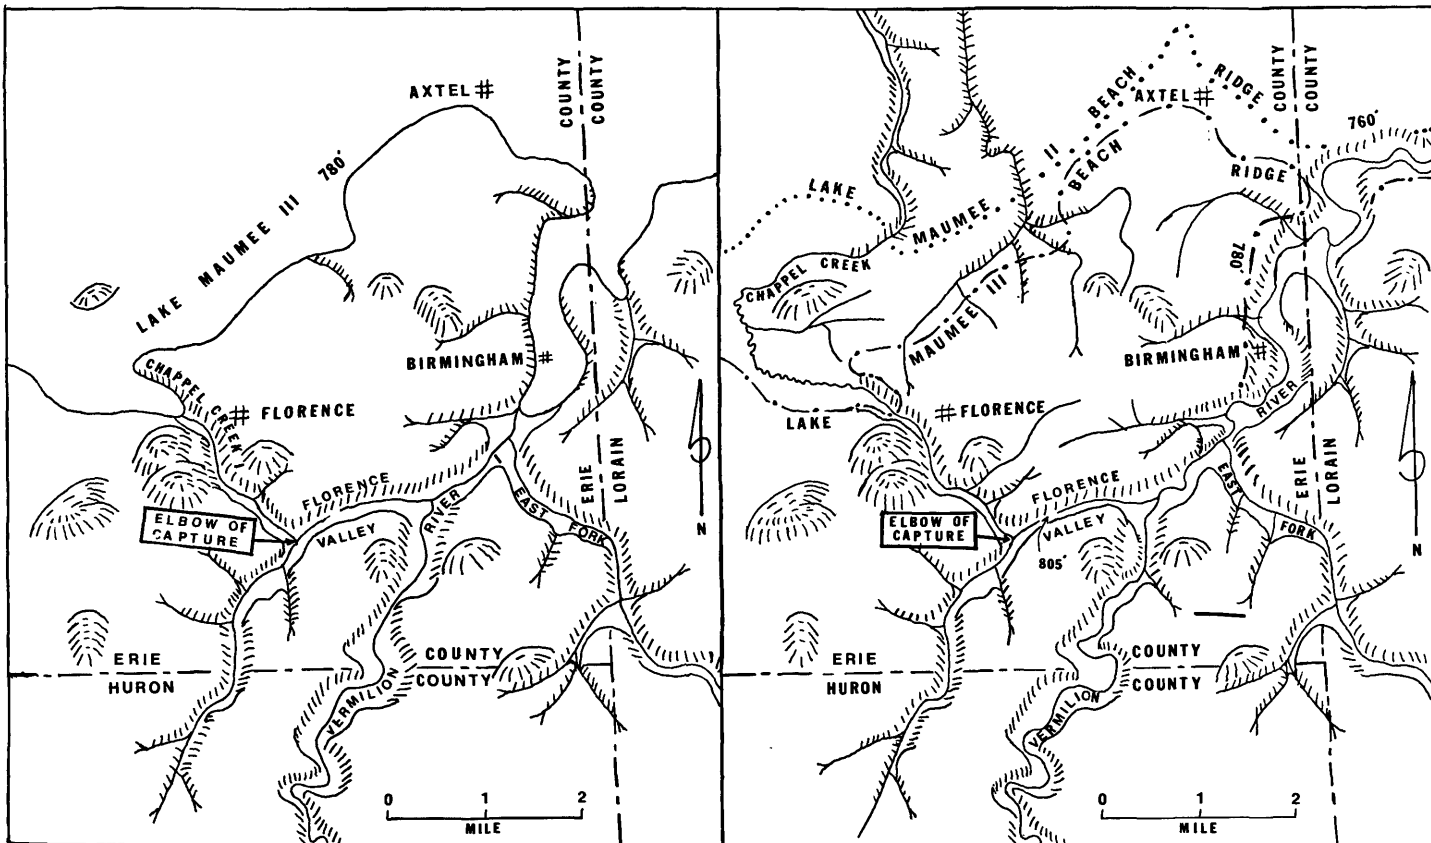 AXTEL #
COUNTY
COUNTY
LAKE MAUMEE III 780'
BIRMINGHAM #
CHAPPEL CREEK
# FLORENCE
FLORENCE
VALLEY
RIVER
EAST
FORK
ERIE
LORAIN
ELBOW OF
CAPTURE
N
ERIE
HURON
COUNTY
COUNTY
VERMILION
0 1 2
MILE
BEACH
RIDGE
AXTEL #
COUNTY
COUNTY
760'
II
BEACH
RIDGE
LAKE
MAUMEE
CHAPPEL CREEK
780'
MAUMEE III
BIRMINGHAM #
LAKE
# FLORENCE
RIVER
FLORENCE
VALLEY
805'
EAST
FORK
ERIE
LORAIN
ELBOW OF
CAPTURE
N
ERIE
HURON
COUNTY
COUNTY
VERMILION
0 1 2
MILE